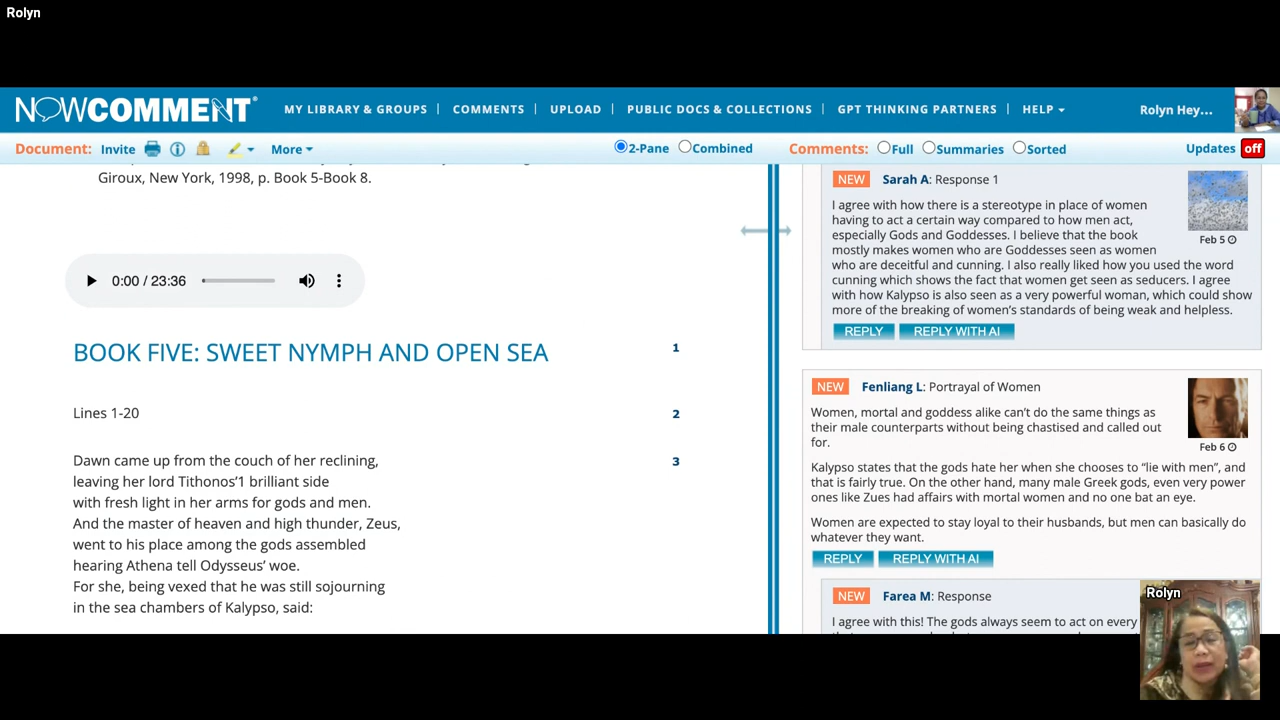 Rolyn
NOWCOMMENT®
MY LIBRARY & GROUPS | COMMENTS | UPLOAD | PUBLIC DOCS & COLLECTIONS | GPT THINKING PARTNERS | HELP
Rolyn Hey...
Document: Invite More
2-Pane Combined
Comments: Full Summaries Sorted
Updates off
Giroux, New York, 1998, p. Book 5-Book 8.
0:00 / 23:36
BOOK FIVE: SWEET NYMPH AND OPEN SEA 1
Lines 1-20 2
Dawn came up from the couch of her reclining, 3
leaving her lord Tithonos'1 brilliant side
with fresh light in her arms for gods and men.
And the master of heaven and high thunder, Zeus,
went to his place among the gods assembled
hearing Athena tell Odysseus' woe.
For she, being vexed that he was still sojourning
in the sea chambers of Kalypso, said:
NEW Sarah A: Response 1
Feb 5
I agree with how there is a stereotype in place of women
having to act a certain way compared to how men act,
especially Gods and Goddesses. I believe that the book
mostly makes women who are Goddesses seen as women
who are deceitful and cunning. I also really liked how you used the word
cunning which shows the fact that women get seen as seducers. I agree
with how Kalypso is also seen as a very powerful woman, which could show
more of the breaking of women's standards of being weak and helpless.
REPLY REPLY WITH AI
NEW Fenliang L: Portrayal of Women
Feb 6
Women, mortal and goddess alike can't do the same things as
their male counterparts without being chastised and called out
for.
Kalypso states that the gods hate her when she chooses to "lie with men", and
that is fairly true. On the other hand, many male Greek gods, even very power
ones like Zues had affairs with mortal women and no one bat an eye.
Women are expected to stay loyal to their husbands, but men can basically do
whatever they want.
REPLY REPLY WITH AI
NEW Farea M: Response
I agree with this! The gods always seem to act on every
Rolyn